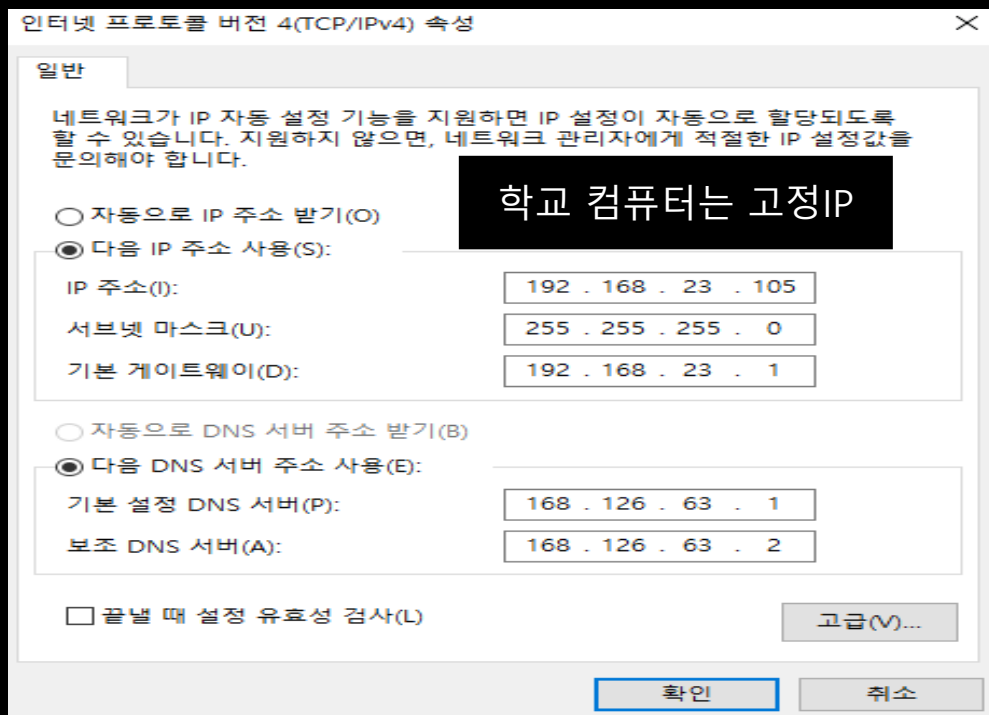 인터넷 프로토콜 버전 4(TCP/IPv4) 속성
일반
네트워크가 IP 자동 설정 기능을 지원하면 IP 설정이 자동으로 할당되도록
할 수 있습니다. 지원하지 않으면, 네트워크 관리자에게 적절한 IP 설정값을
문의해야 합니다.
학교 컴퓨터는 고정IP
자동으로 IP 주소 받기(O)
다음 IP 주소 사용(S):
IP 주소(I): 192 . 168 . 23 . 105
서브넷 마스크(U): 255 . 255 . 255 . 0
기본 게이트웨이(D): 192 . 168 . 23 . 1
자동으로 DNS 서버 주소 받기(B)
다음 DNS 서버 주소 사용(E):
기본 설정 DNS 서버(P): 168 . 126 . 63 . 1
보조 DNS 서버(A): 168 . 126 . 63 . 2
끝낼 때 설정 유효성 검사(L)
고급(V)...
확인 취소